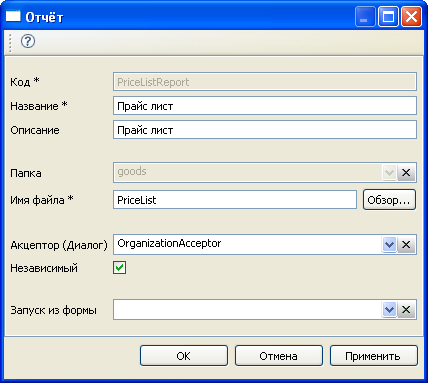 Отчёт
Код * PriceListReport
Название * Прайс лист
Описание Прайс лист
Папка goods
Имя файла * PriceList Обзор...
Акцептор (Диалог) OrganizationAcceptor
Независимый
Запуск из формы
OK Отмена Применить